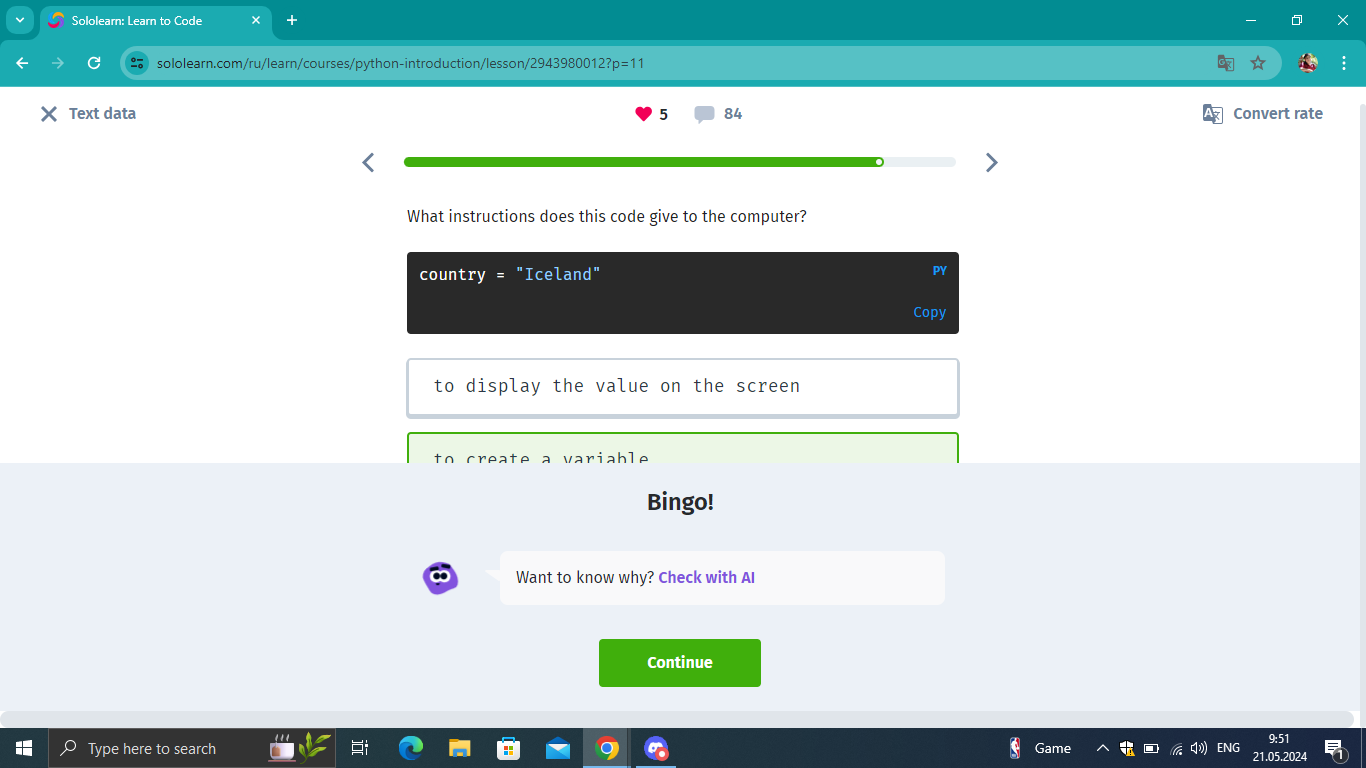 Sololearn: Learn to Code
sololearn.com/ru/learn/courses/python-introduction/lesson/2943980012?p=11
Text data
5
84
Convert rate
What instructions does this code give to the computer?
country = "Iceland"
PY
Copy
to display the value on the screen
to create a variable
Bingo!
Want to know why? Check with AI
Continue
Type here to search
Game
ENG
9:51
21.05.2024
1